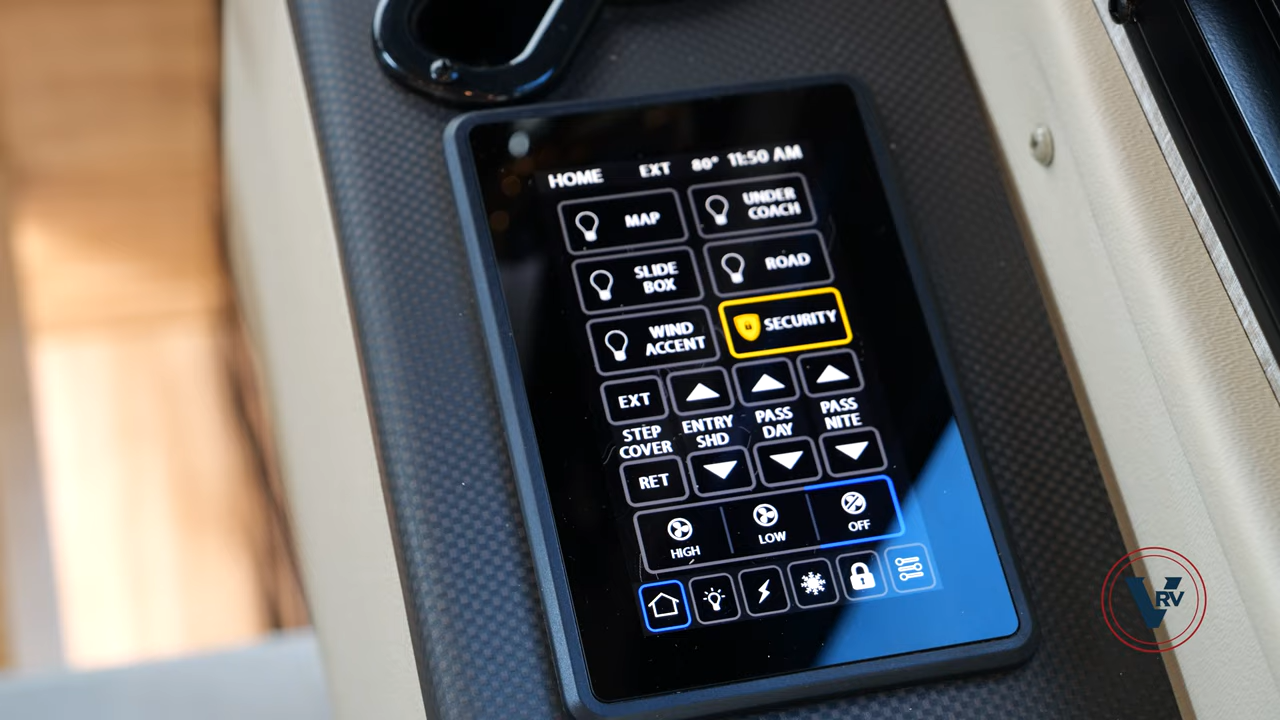 HOME EXT 80° 11:50 AM
MAP
UNDER
COACH
SLIDE
BOX
ROAD
WIND
ACCENT
SECURITY
EXT
STEP
COVER
ENTRY
SHD
PASS
DAY
PASS
NITE
RET
HIGH
LOW
OFF
VRV